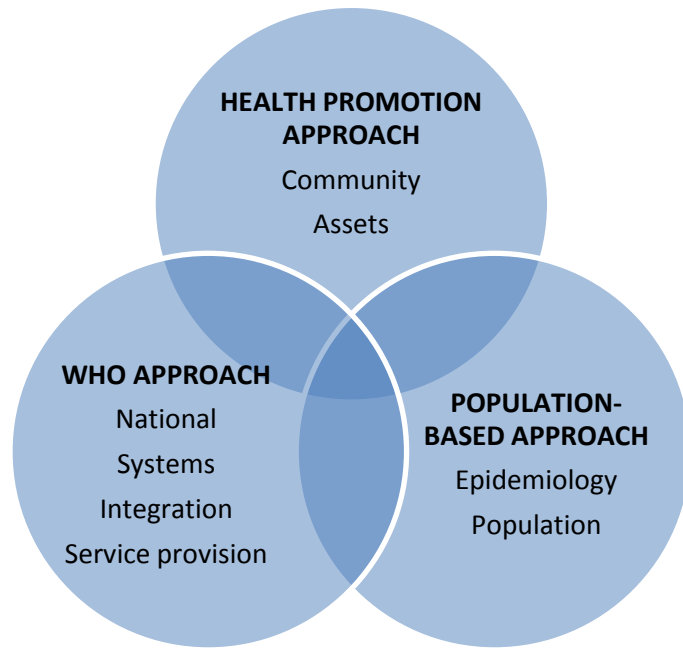 HEALTH PROMOTION
APPROACH
Community
Assets
WHO APPROACH
National
Systems
Integration
Service provision
POPULATION-
BASED APPROACH
Epidemiology
Population